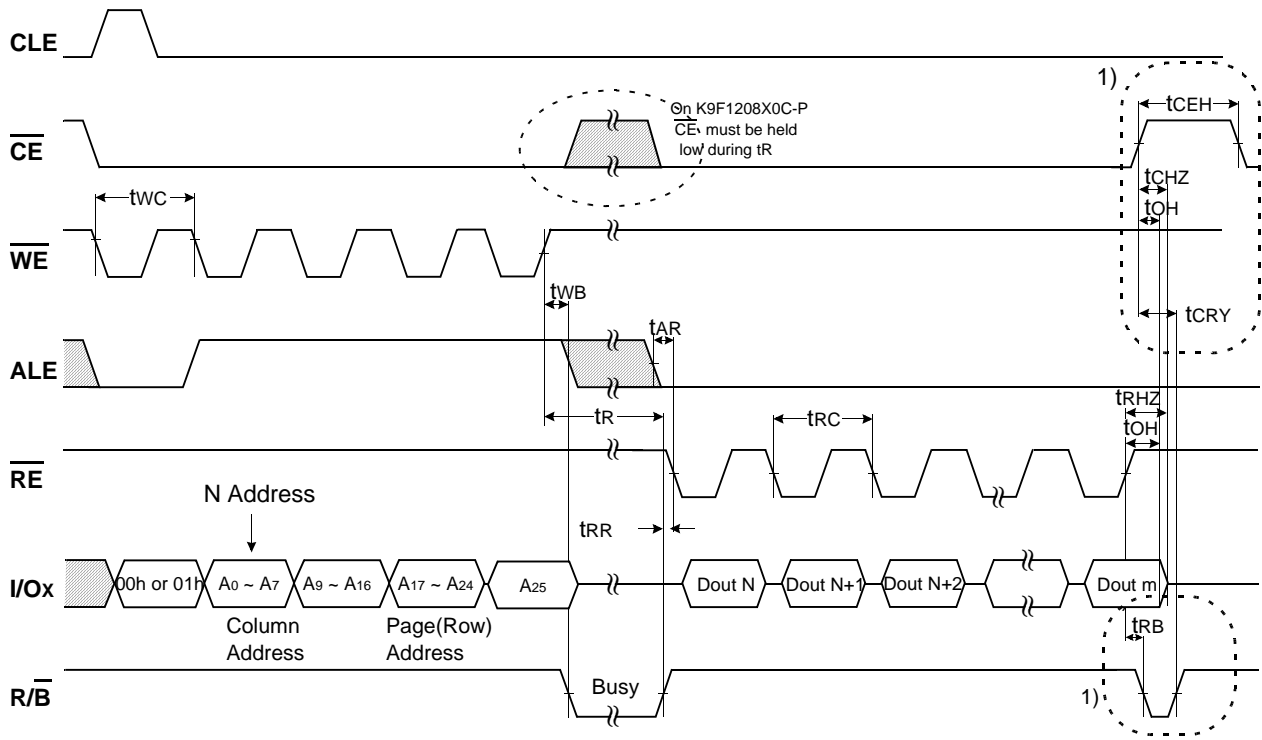 CLE
1)
tCEH
On K9F1208X0C-P
CE must be held
low during tR
CE
tCHZ
tOH
tWC
WE
tWB
tCRY
tAR
ALE
tR
tRHZ
tRC
tOH
RE
N Address
tRR
I/Ox
00h or 01h
A0 ~ A7
A9 ~ A16
A17 ~ A24
A25
Dout N
Dout N+1
Dout N+2
Dout m
Column
Address
Page(Row)
Address
tRB
R/B
Busy
1)